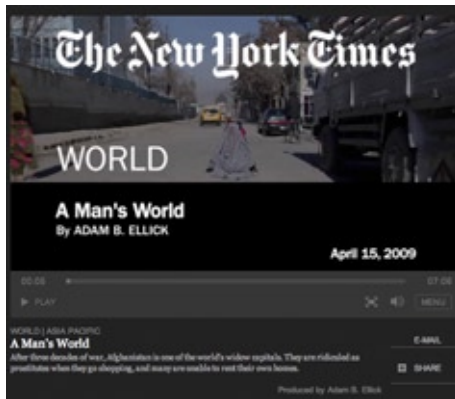 The New York Times
WORLD
A Man's World
By ADAM B. ELLICK
April 15, 2009
00:05 07:06
PLAY MENU
WORLD | ASIA PACIFIC
A Man's World
E-MAIL
After three decades of war, Afghanistan is one of the world's widow capitals. They are ridiculed as
prostitutes when they go shopping, and many are unable to rent their own homes.
SHARE
Produced by Adam B. Ellick